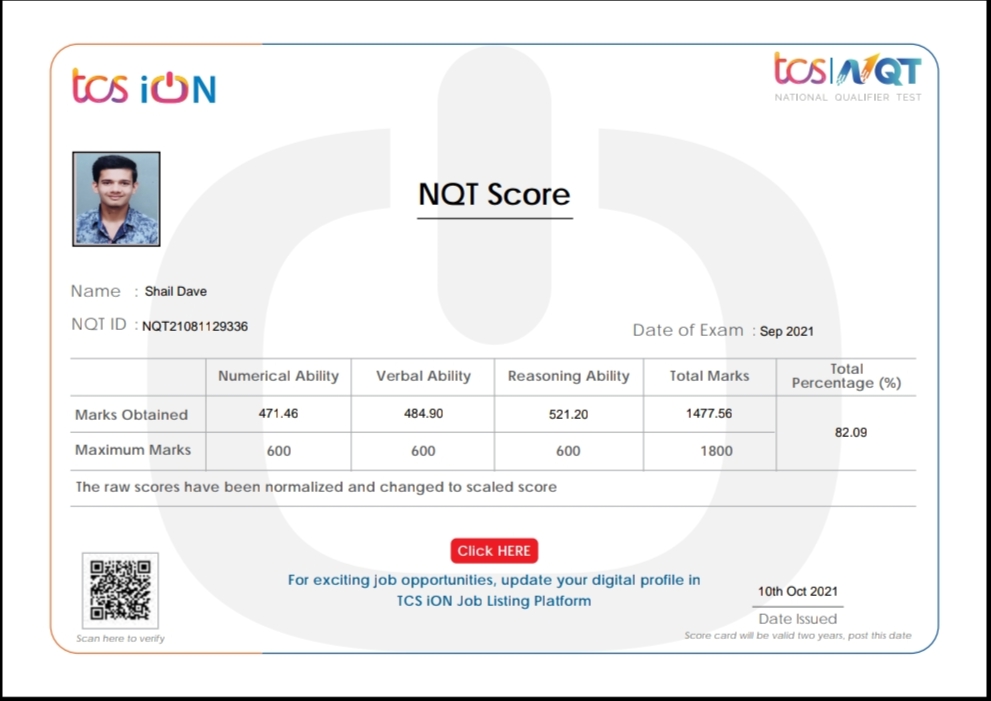 tcs iON
tcs|NQT
NATIONAL QUALIFIER TEST
NQT Score
Name : Shail Dave
NQT ID : NQT21081129336
Date of Exam : Sep 2021
Numerical Ability Verbal Ability Reasoning Ability Total Marks Total Percentage (%)
Marks Obtained 471.46 484.90 521.20 1477.56 82.09
Maximum Marks 600 600 600 1800
The raw scores have been normalized and changed to scaled score
Click HERE
For exciting job opportunities, update your digital profile in
TCS iON Job Listing Platform
10th Oct 2021
Date Issued
Scan here to verify
Score card will be valid two years, post this date